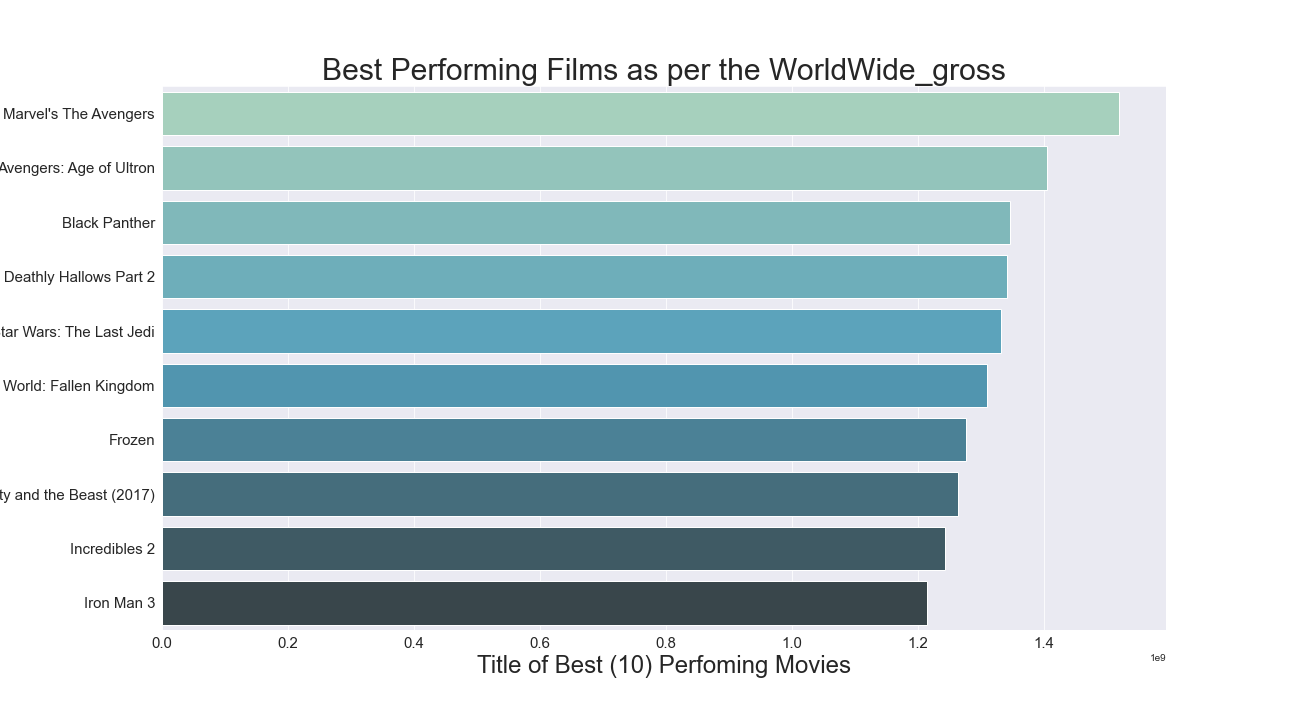 Best Performing Films as per the WorldWide_gross
Marvel's The Avengers
Avengers: Age of Ultron
Black Panther
Deathly Hallows Part 2
Wars: The Last Jedi
World: Fallen Kingdom
Frozen
and the Beast (2017)
Incredibles 2
Iron Man 3
0.0 0.2 0.4 0.6 0.8 1.0 1.2 1.4
1e9
Title of Best (10) Perfoming Movies